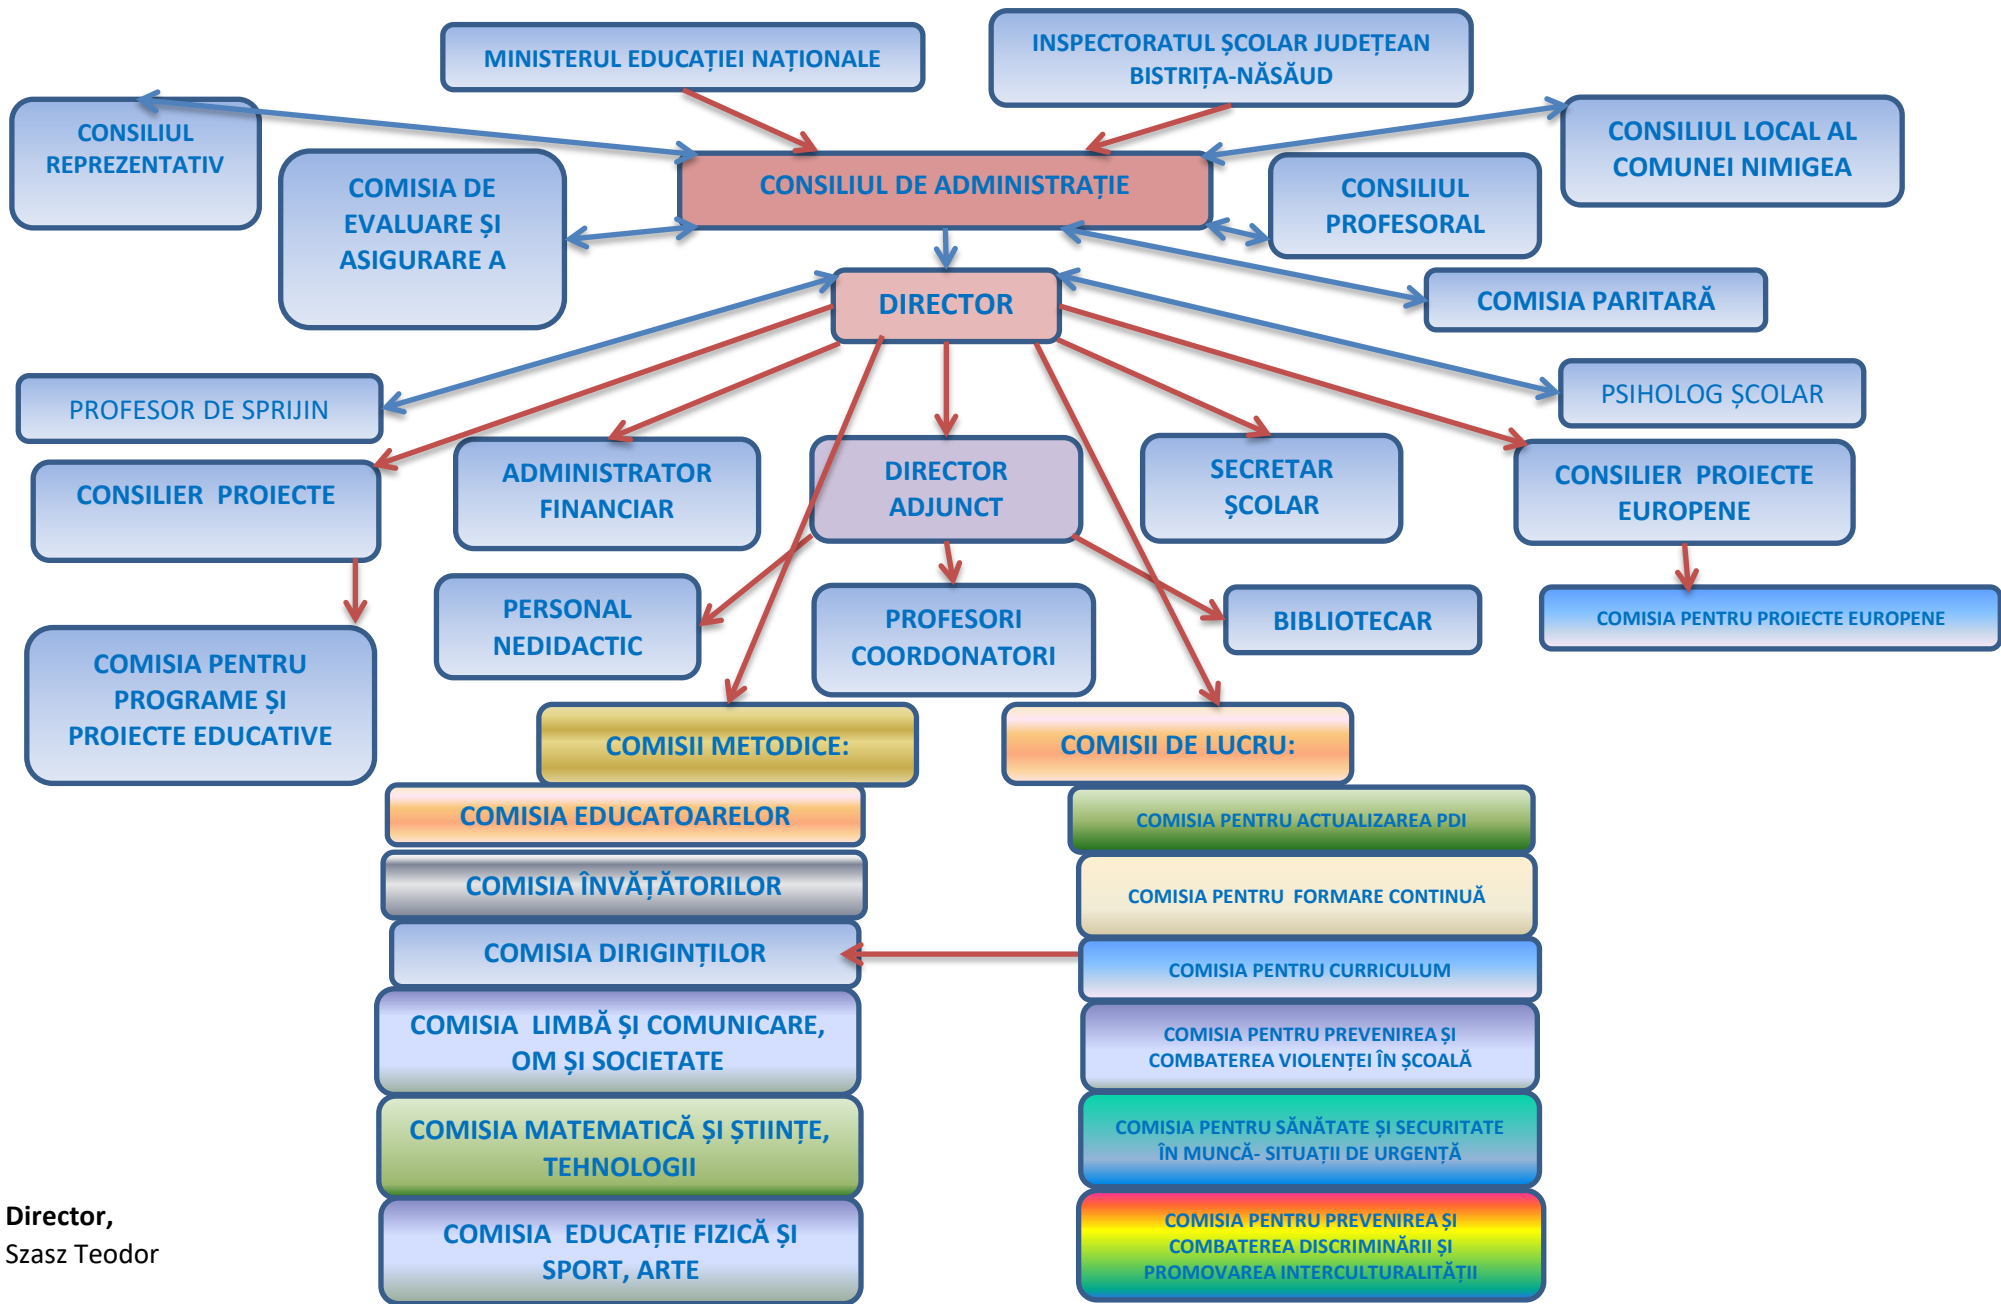 MINISTERUL EDUCAȚIEI NAȚIONALE
INSPECTORATUL ȘCOLAR JUDEȚEAN
BISTRIȚA-NĂSĂUD
CONSILIUL
REPREZENTATIV
CONSILIUL LOCAL AL
COMUNEI NIMIGEA
COMISIA DE
EVALUARE ȘI
ASIGURARE A
CONSILIUL DE ADMINISTRAȚIE
CONSILIUL
PROFESORAL
DIRECTOR
COMISIA PARITARĂ
PROFESOR DE SPRIJIN
PSIHOLOG ȘCOLAR
CONSILIER  PROIECTE
ADMINISTRATOR
FINANCIAR
DIRECTOR
ADJUNCT
SECRETAR
ȘCOLAR
CONSILIER  PROIECTE
EUROPENE
PERSONAL
NEDIDACTIC
PROFESORI
COORDONATORI
BIBLIOTECAR
COMISIA PENTRU PROIECTE EUROPENE
COMISIA PENTRU
PROGRAME ȘI
PROIECTE EDUCATIVE
COMISII METODICE:
COMISIA EDUCATOARELOR
COMISIA ÎNVĂȚĂTORILOR
COMISIA DIRIGINȚILOR
COMISIA  LIMBĂ ȘI COMUNICARE,
OM ȘI SOCIETATE
COMISIA MATEMATICĂ ȘI ȘTIINȚE,
TEHNOLOGII
COMISIA  EDUCAȚIE FIZICĂ ȘI
SPORT, ARTE
COMISII DE LUCRU:
COMISIA PENTRU ACTUALIZAREA PDI
COMISIA PENTRU  FORMARE CONTINUĂ
COMISIA PENTRU CURRICULUM
COMISIA PENTRU PREVENIREA ȘI
COMBATEREA VIOLENȚEI ÎN ȘCOALĂ
COMISIA PENTRU SĂNĂTATE ȘI SECURITATE
ÎN MUNCĂ- SITUAȚII DE URGENȚĂ
COMISIA PENTRU PREVENIREA ȘI
COMBATEREA DISCRIMINĂRII ȘI
PROMOVAREA INTERCULTURALITĂȚII
Director,
Szasz Teodor